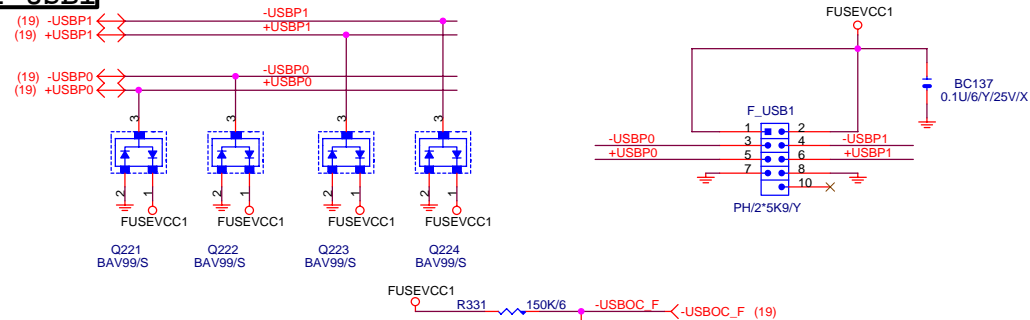 (19) -USBP1
(19) +USBP1
-USBP1
+USBP1
(19) -USBP0
(19) +USBP0
-USBP0
+USBP0
3
3
3
3
2
1
2
1
2
1
2
1
FUSEVCC1
FUSEVCC1
FUSEVCC1
FUSEVCC1
Q221
BAV99/S
Q222
BAV99/S
Q223
BAV99/S
Q224
BAV99/S
FUSEVCC1
BC137
0.1U/6/Y/25V/X
F_USB1
1
2
-USBP0
3
4
-USBP1
+USBP0
5
6
+USBP1
7
8
10
PH/2*5K9/Y
FUSEVCC1
R331
150K/6
-USBOC_F
-USBOC_F (19)